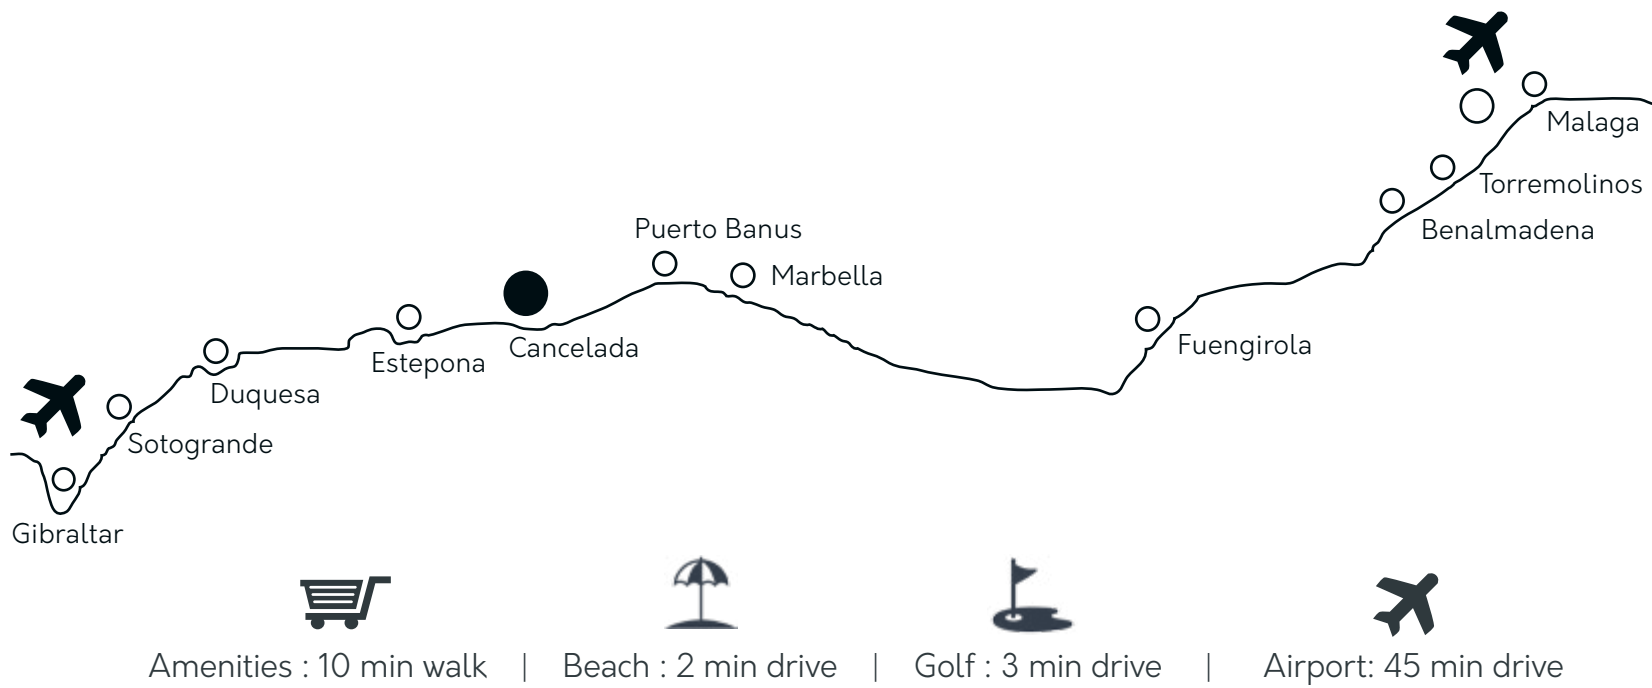 Malaga
Torremolinos
Benalmadena
Puerto Banus
Marbella
Fuengirola
Cancelada
Estepona
Duquesa
Sotogrande
Gibraltar
Amenities : 10 min walk | Beach : 2 min drive | Golf : 3 min drive | Airport: 45 min drive